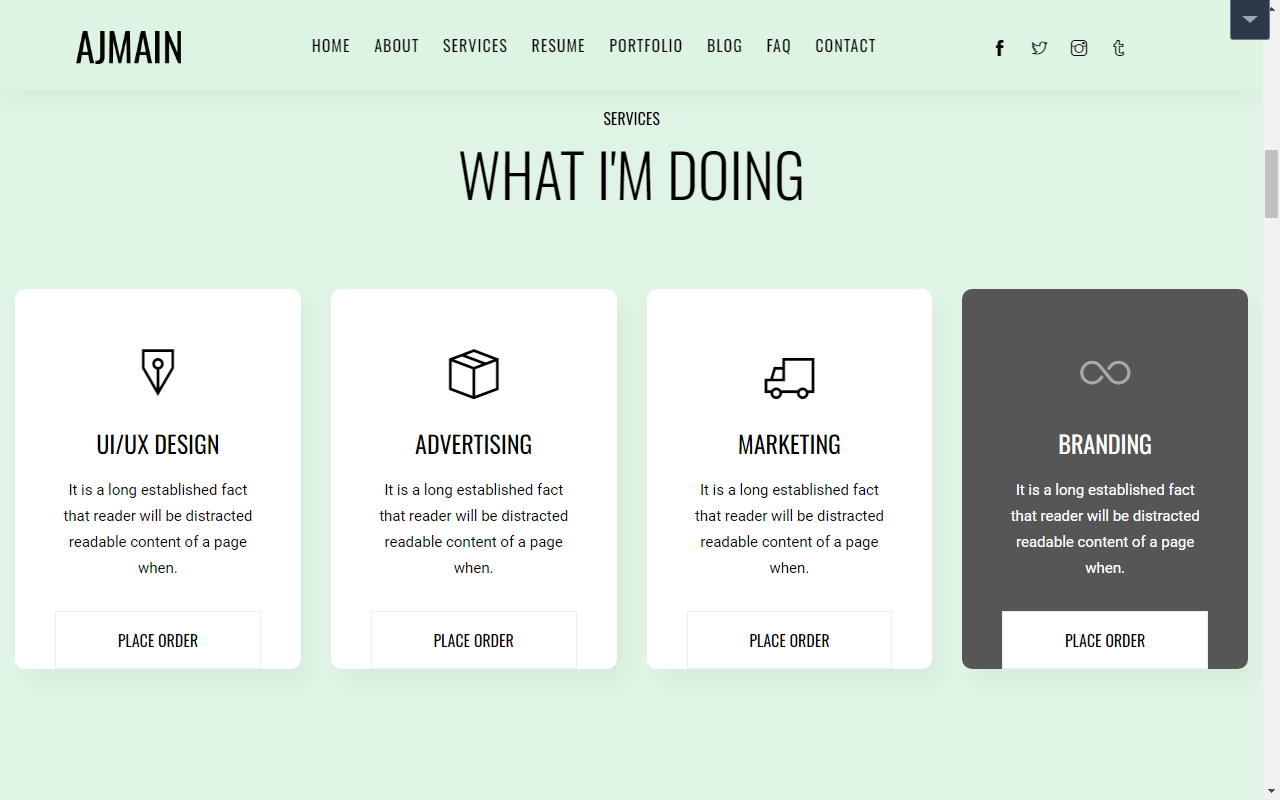 AJMAIN
HOME ABOUT SERVICES RESUME PORTFOLIO BLOG FAQ CONTACT
SERVICES
WHAT I'M DOING
UI/UX DESIGN
It is a long established fact
that reader will be distracted
readable content of a page
when.
PLACE ORDER
ADVERTISING
It is a long established fact
that reader will be distracted
readable content of a page
when.
PLACE ORDER
MARKETING
It is a long established fact
that reader will be distracted
readable content of a page
when.
PLACE ORDER
BRANDING
It is a long established fact
that reader will be distracted
readable content of a page
when.
PLACE ORDER